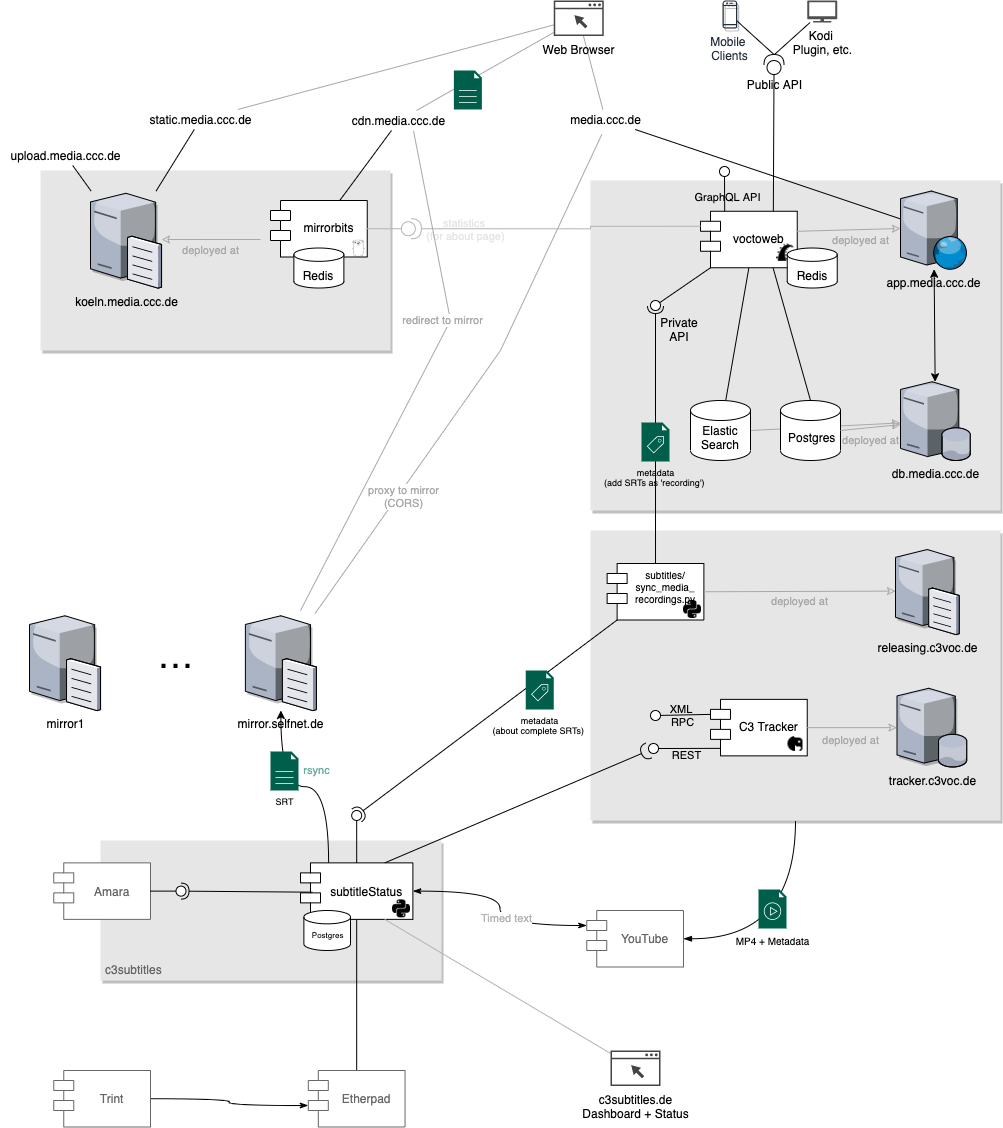 Web Browser
Mobile
Clients
Kodi
Plugin, etc.
Public API
static.media.ccc.de
cdn.media.ccc.de
media.ccc.de
upload.media.ccc.de
GraphQL API
mirrorbits
statistics
(for about page)
voctoweb
deployed at
deployed at
Redis
Redis
koeln.media.ccc.de
app.media.ccc.de
redirect to mirror
Private
API
Elastic
Search
Postgres
deployed at
metadata
(add SRTs as 'recording')
db.media.ccc.de
proxy to mirror
(CORS)
subtitles/
sync_media_
recordings.py
deployed at
releasing.c3voc.de
...
mirror1
mirror.selfnet.de
metadata
(about complete SRTs)
XML
RPC
C3 Tracker
REST
deployed at
tracker.c3voc.de
rsync
SRT
Amara
subtitleStatus
Postgres
Timed text
YouTube
MP4 + Metadata
c3subtitles
Trint
Etherpad
c3subtitles.de
Dashboard + Status